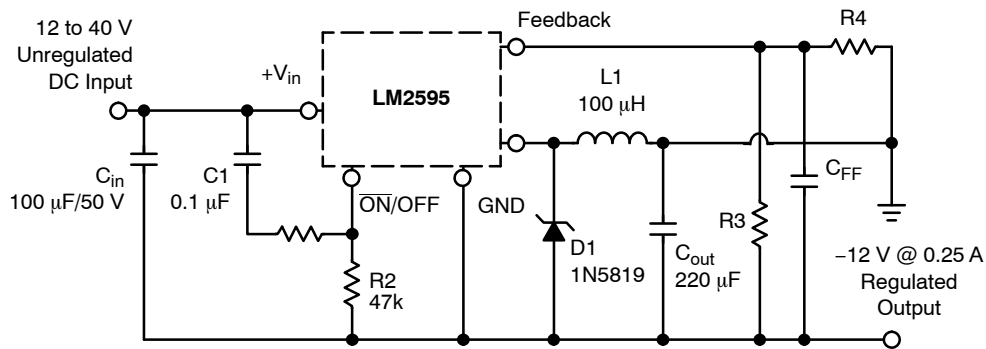 12 to 40 V
Unregulated
DC Input
+Vin
LM2595
Feedback
R4
L1
100 μH
Cin
100 μF/50 V
C1
0.1 μF
ON/OFF
GND
R2
47k
D1
1N5819
Cout
220 μF
R3
CFF
−12 V @ 0.25 A
Regulated
Output